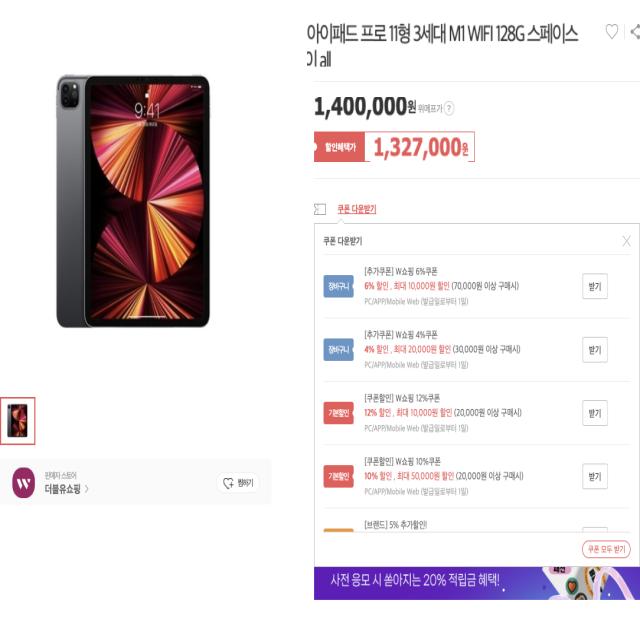 아이패드 프로 11형 3세대 M1 WIFI 128G 스페이스
이 all
9:41
1,400,000원 위메프가 ?
할인혜택가 1,327,000원
쿠폰 다운받기
쿠폰 다운받기
[추가쿠폰] W쇼핑 6%쿠폰
장바구니 6% 할인 , 최대 10,000원 할인 (70,000원 이상 구매시) 받기
PC/APP/Mobile Web (발급일로부터 1일)
[추가쿠폰] W쇼핑 4%쿠폰
장바구니 4% 할인 , 최대 20,000원 할인 (30,000원 이상 구매시) 받기
PC/APP/Mobile Web (발급일로부터 1일)
[쿠폰할인] W쇼핑 12%쿠폰
기본할인 12% 할인 , 최대 10,000원 할인 (20,000원 이상 구매시) 받기
PC/APP/Mobile Web (발급일로부터 1일)
[쿠폰할인] W쇼핑 10%쿠폰
기본할인 10% 할인 , 최대 50,000원 할인 (20,000원 이상 구매시) 받기
PC/APP/Mobile Web (발급일로부터 1일)
[브랜드] 5% 추가할인!
쿠폰 모두 받기
사전 응모 시 쏟아지는 20% 적립금 혜택!
W
판매자 스토어
더블유쇼핑
찜하기